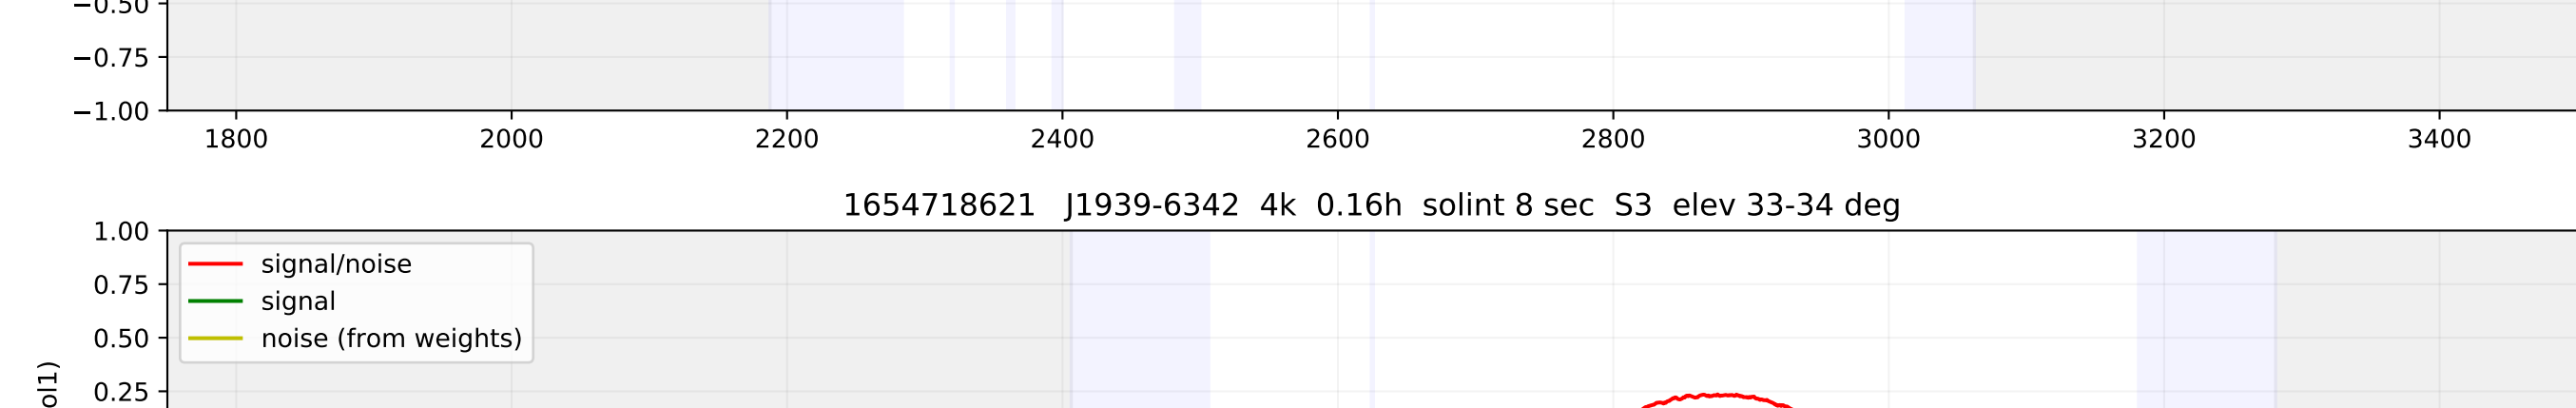 −0.50
−0.75
−1.00
1800 2000 2200 2400 2600 2800 3000 3200 3400
1654718621 J1939-6342 4k 0.16h solint 8 sec S3 elev 33-34 deg
1.00
signal/noise
0.75
signal
0.50
noise (from weights)
0.25
ol1)